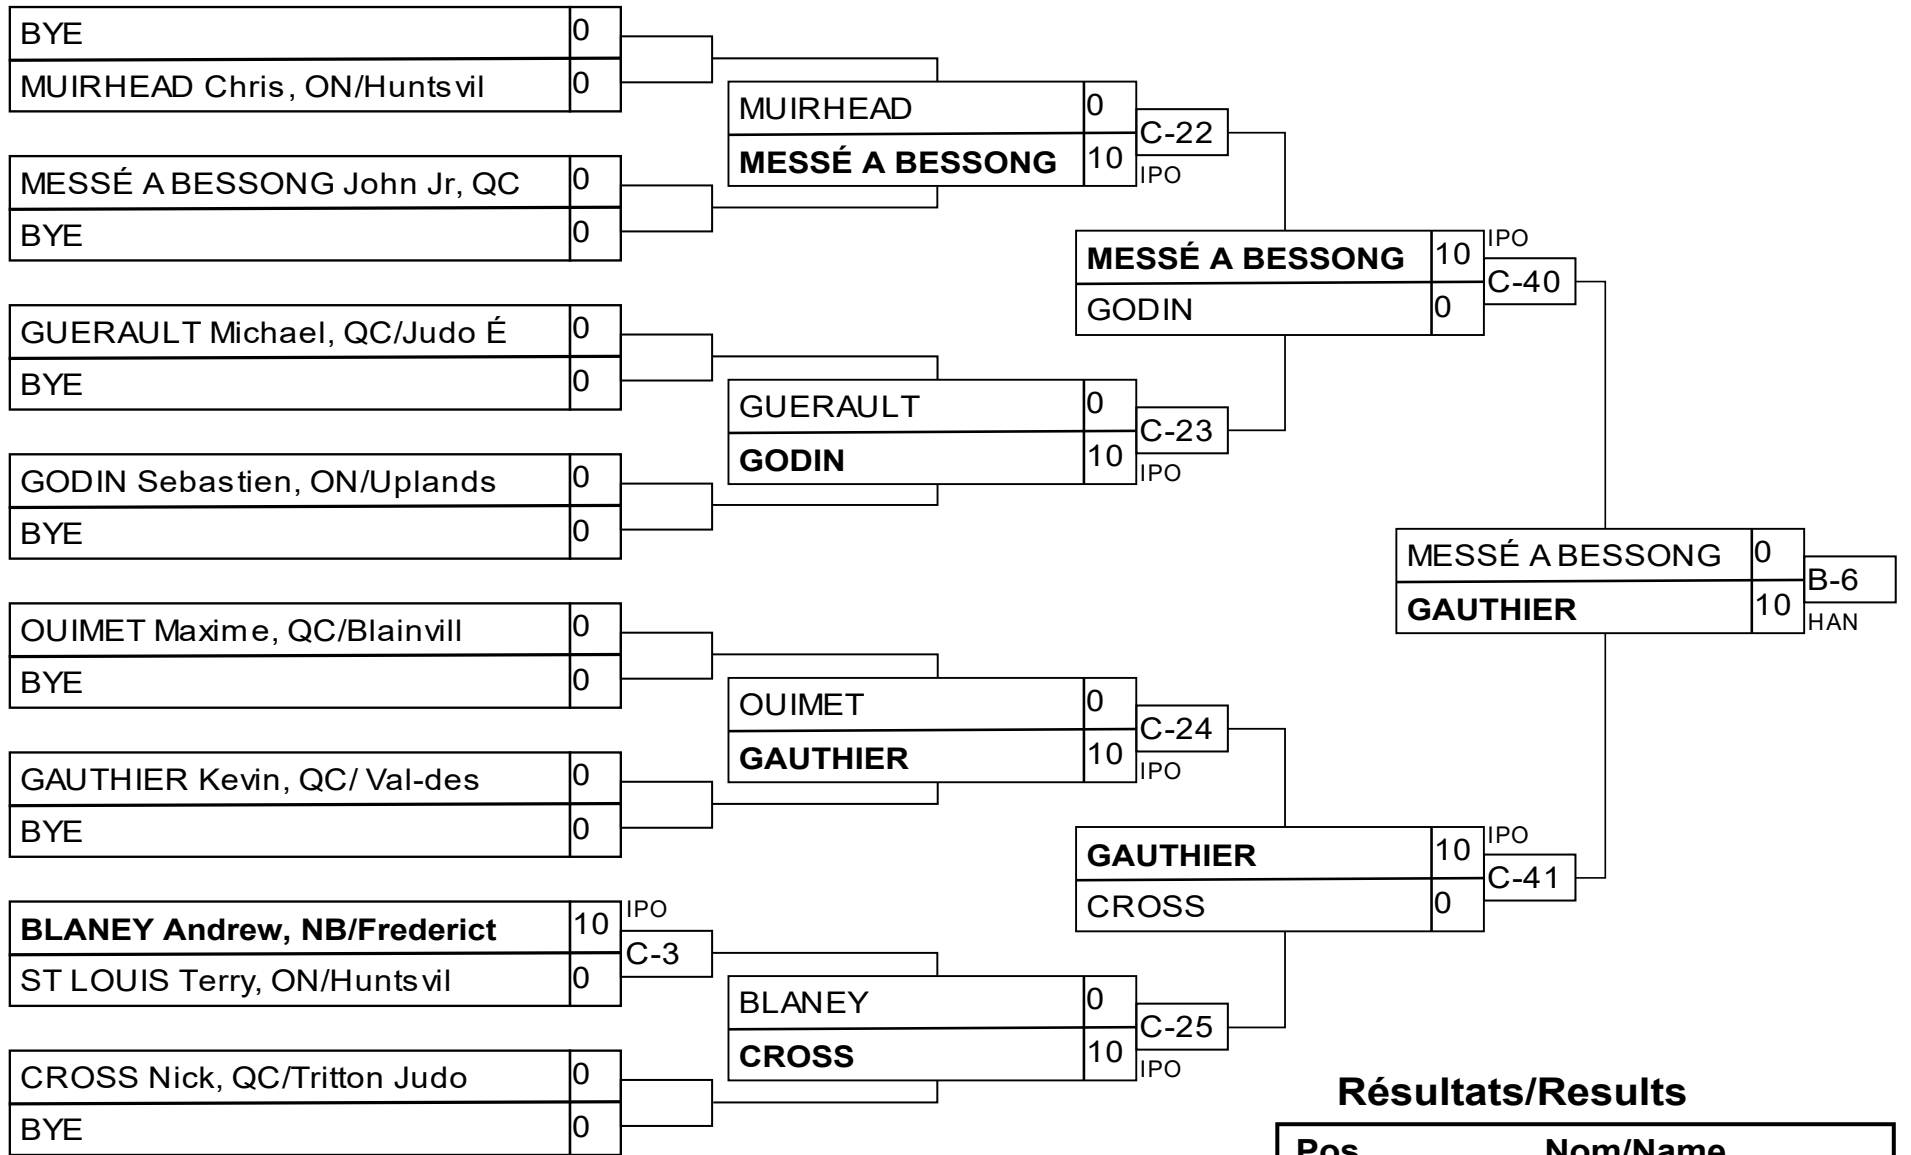 BYE 0
MUIRHEAD Chris, ON/Huntsvil 0
MESSÉ A BESSONG John Jr, QC 0
BYE 0
GUERAULT Michael, QC/Judo É 0
BYE 0
GODIN Sebastien, ON/Uplands 0
BYE 0
OUIMET Maxime, QC/Blainvill 0
BYE 0
GAUTHIER Kevin, QC/ Val-des 0
BYE 0
BLANEY Andrew, NB/Frederict 10 IPO
C-3
ST LOUIS Terry, ON/Huntsvil 0
CROSS Nick, QC/Tritton Judo 0
BYE 0
MUIRHEAD 0
C-22
MESSÉ A BESSONG 10 IPO
GUERAULT 0
C-23
GODIN 10 IPO
OUIMET 0
C-24
GAUTHIER 10 IPO
BLANEY 0
C-25
CROSS 10 IPO
MESSÉ A BESSONG 10 IPO
C-40
GODIN 0
GAUTHIER 10 IPO
C-41
CROSS 0
MESSÉ A BESSONG 0
B-6
GAUTHIER 10 HAN
Résultats/Results
Pos Nom/Name